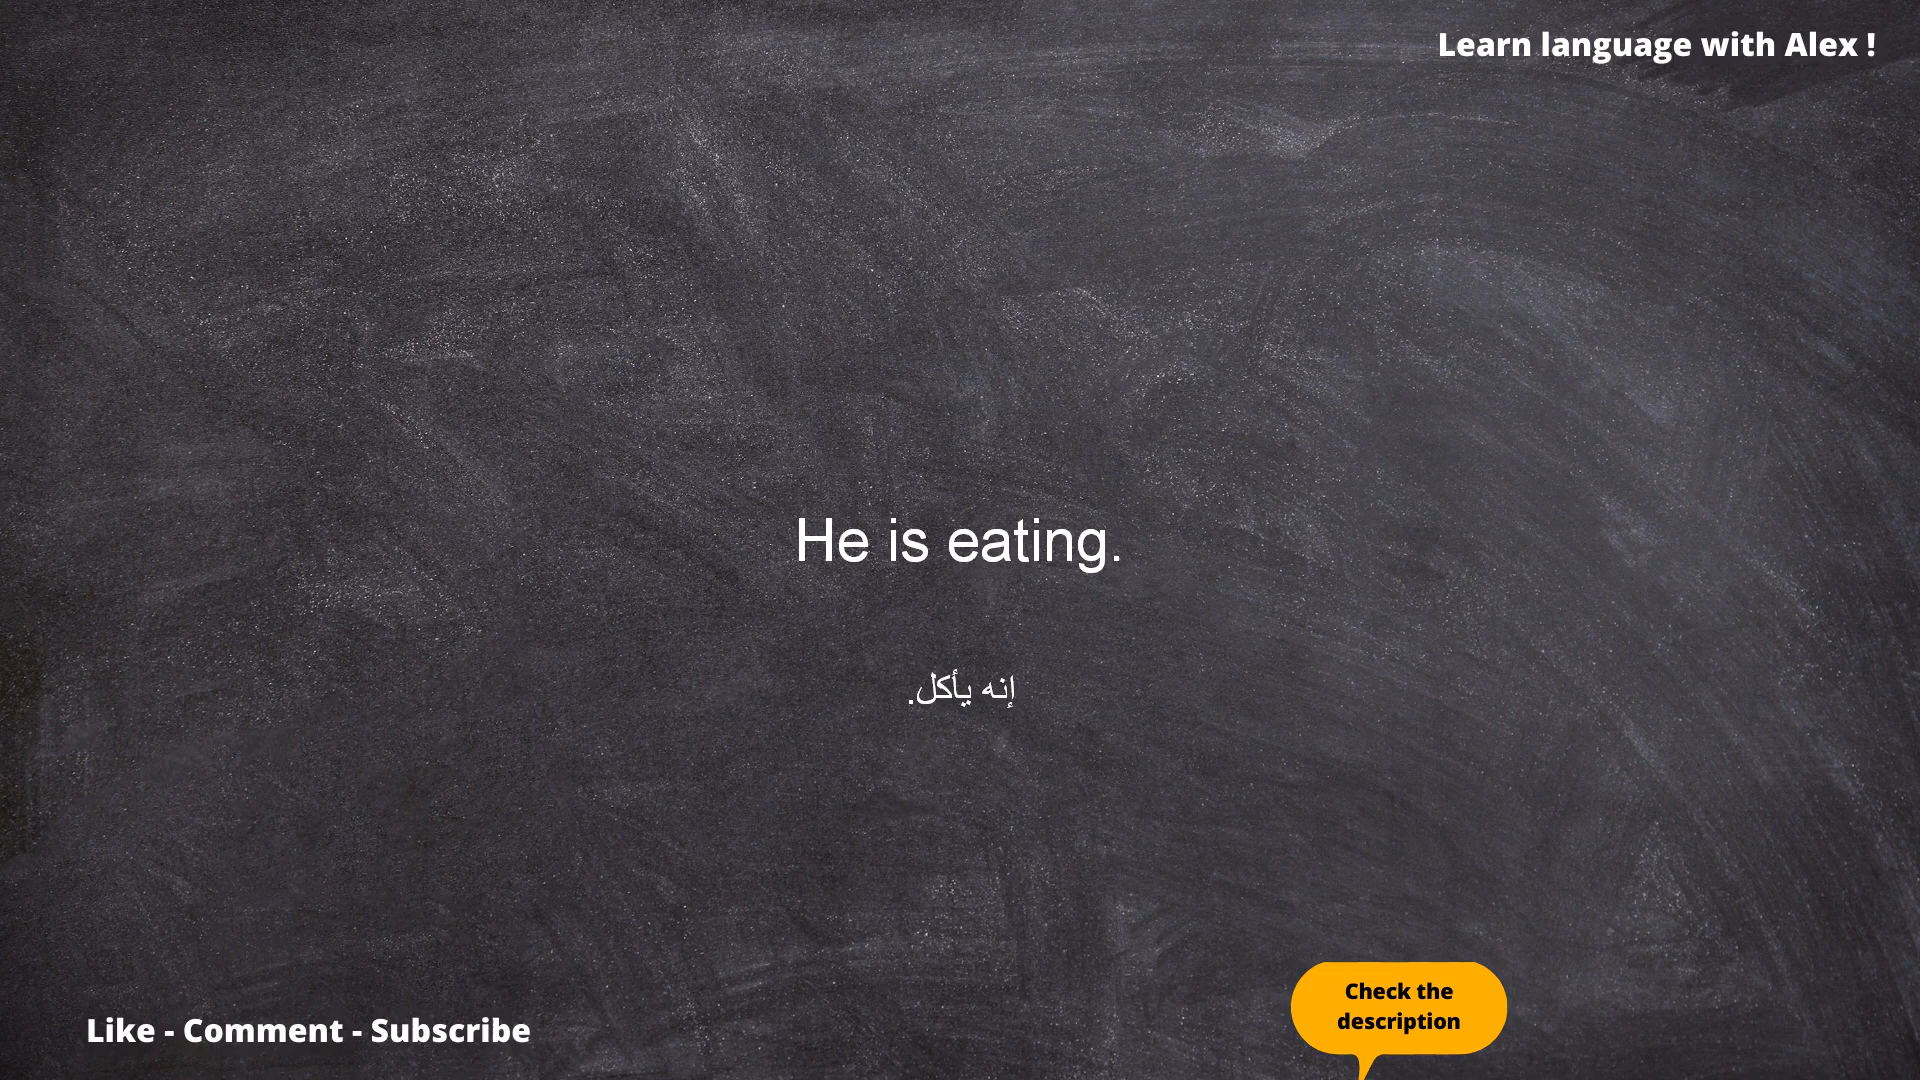 Learn language with Alex !
He is eating.
إنه يأكل.
Like - Comment - Subscribe
Check the
description